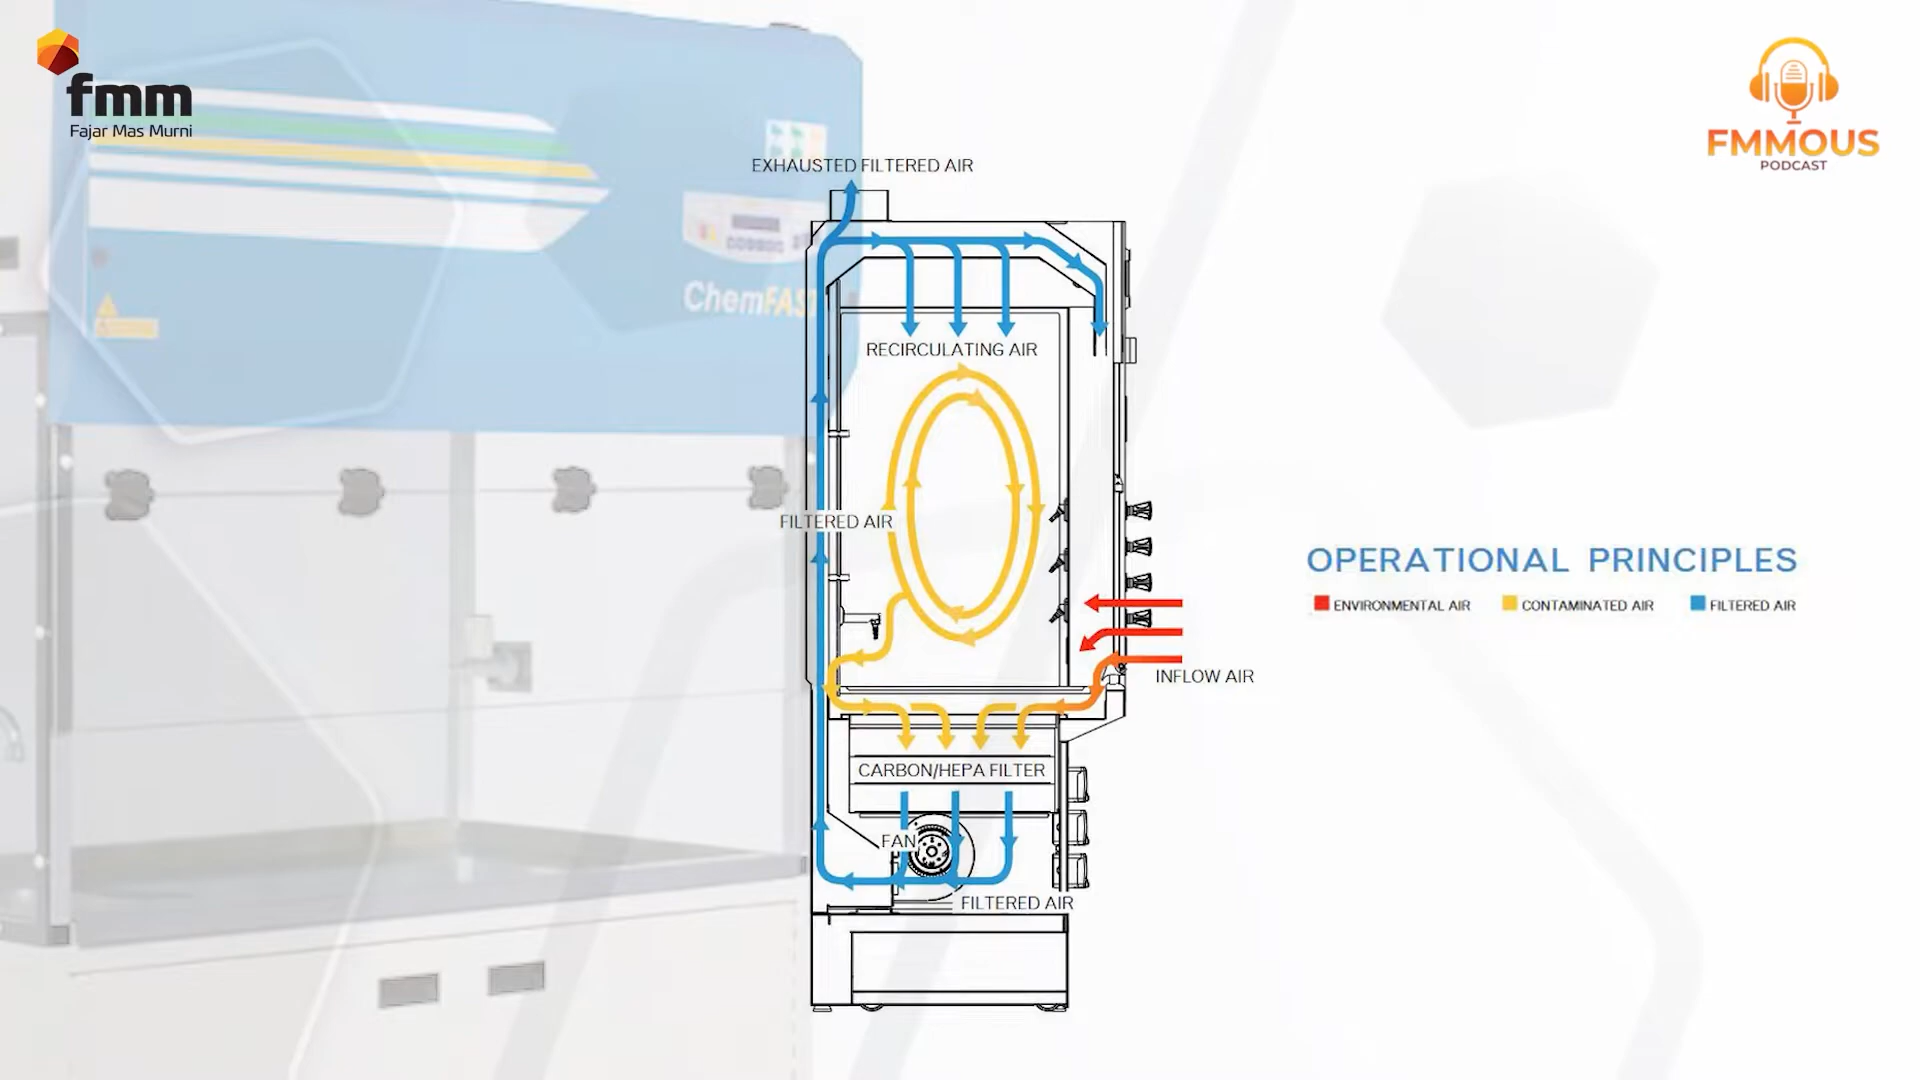 fmm
Fajar Mas Murni
FMMOUS
PODCAST
EXHAUSTED FILTERED AIR
ChemFAST
RECIRCULATING AIR
FILTERED AIR
OPERATIONAL PRINCIPLES
ENVIRONMENTAL AIR
CONTAMINATED AIR
FILTERED AIR
INFLOW AIR
CARBON/HEPA FILTER
FAN
FILTERED AIR